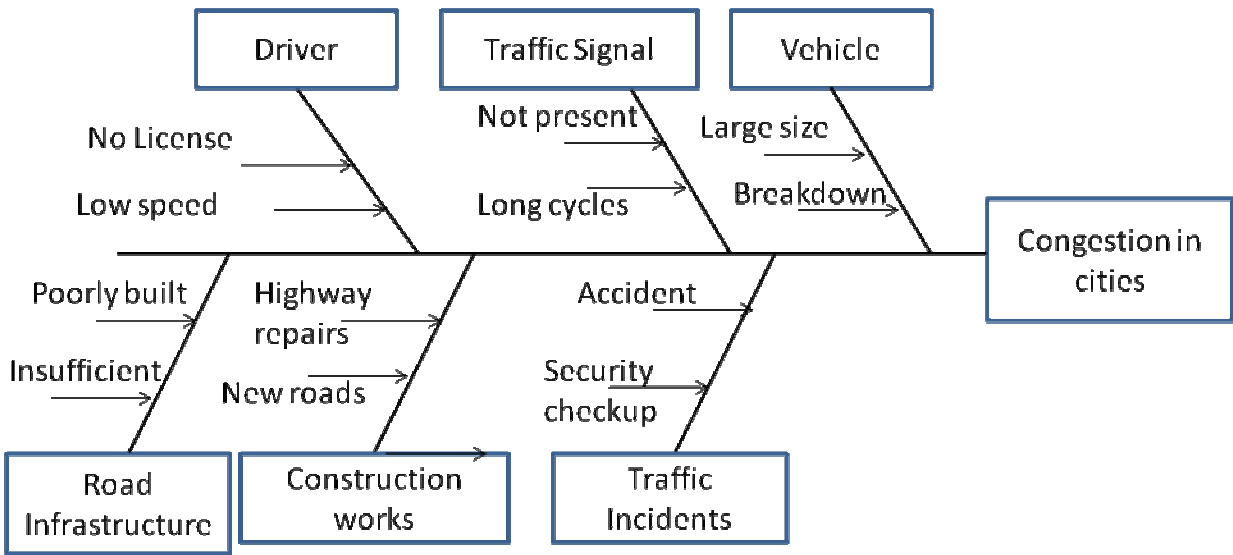 Driver
Traffic Signal
Vehicle
No License
Low speed
Not present
Long cycles
Large size
Breakdown
Congestion in
cities
Poorly built
Insufficient
Highway
repairs
New roads
Accident
Security
checkup
Road
Infrastructure
Construction
works
Traffic
Incidents